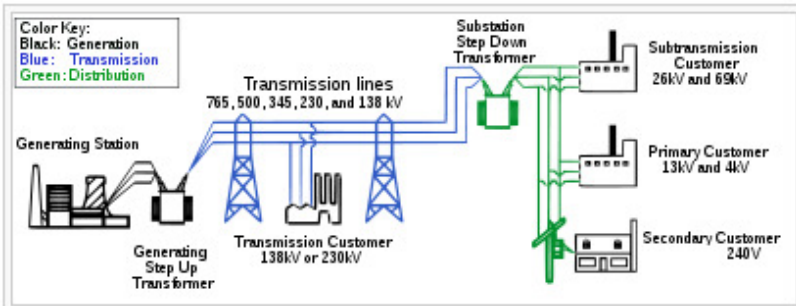 Color Key:
Black: Generation
Blue: Transmission
Green: Distribution
Substation
Step Down
Transformer
Subtransmission
Customer
26kV and 69kV
Transmission lines
765, 500, 345, 230, and 138 kV
Generating Station
Primary Customer
13kV and 4kV
Transmission Customer
138kV or 230kV
Generating
Step Up
Transformer
Secondary Customer
240V